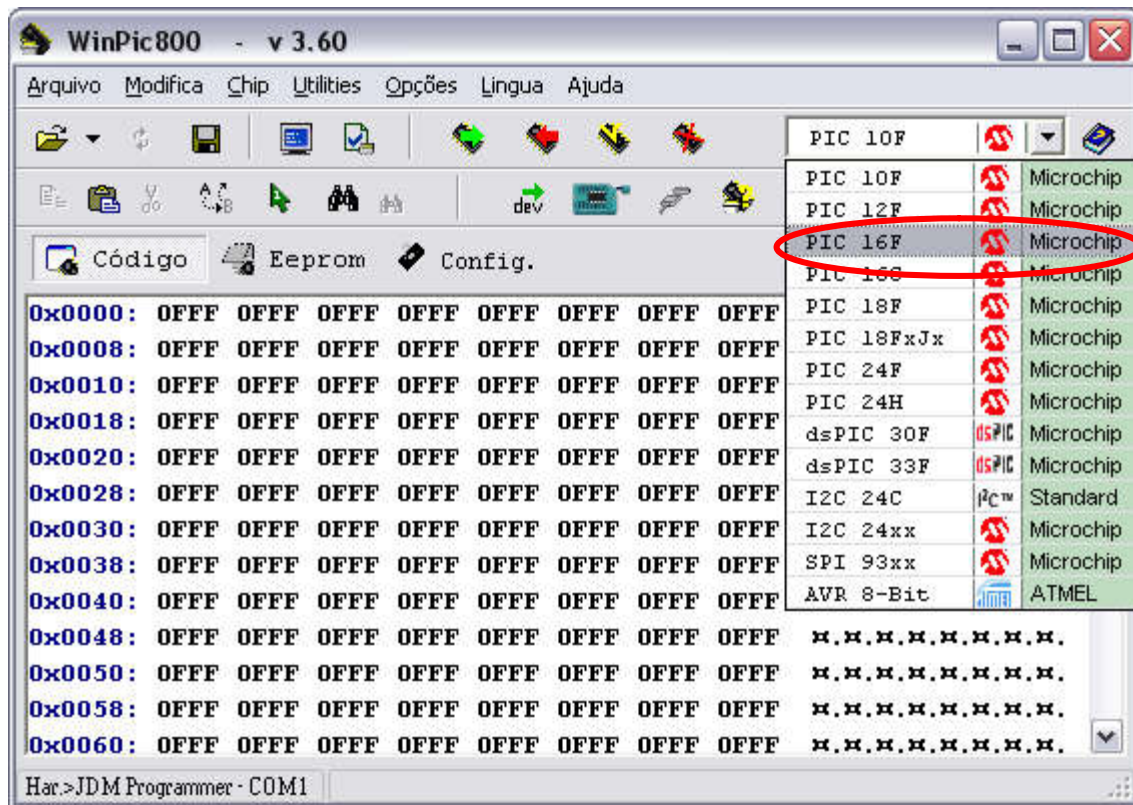 WinPic800 - v 3.60
Arquivo Modifica Chip Utilities Opções Lingua Ajuda
PIC 10F
dev
Código Eeprom Config.
PIC 10F Microchip
PIC 12F Microchip
PIC 16F Microchip
PIC 16C Microchip
PIC 18F Microchip
PIC 18FxJx Microchip
PIC 24F Microchip
PIC 24H Microchip
dsPIC 30F dsPIC Microchip
dsPIC 33F dsPIC Microchip
I2C 24C I²C™ Standard
I2C 24xx Microchip
SPI 93xx Microchip
AVR 8-Bit ATMEL ATMEL
0x0000: 0FFF 0FFF 0FFF 0FFF 0FFF 0FFF 0FFF 0FFF
0x0008: 0FFF 0FFF 0FFF 0FFF 0FFF 0FFF 0FFF 0FFF
0x0010: 0FFF 0FFF 0FFF 0FFF 0FFF 0FFF 0FFF 0FFF
0x0018: 0FFF 0FFF 0FFF 0FFF 0FFF 0FFF 0FFF 0FFF
0x0020: 0FFF 0FFF 0FFF 0FFF 0FFF 0FFF 0FFF 0FFF
0x0028: 0FFF 0FFF 0FFF 0FFF 0FFF 0FFF 0FFF 0FFF
0x0030: 0FFF 0FFF 0FFF 0FFF 0FFF 0FFF 0FFF 0FFF
0x0038: 0FFF 0FFF 0FFF 0FFF 0FFF 0FFF 0FFF 0FFF
0x0040: 0FFF 0FFF 0FFF 0FFF 0FFF 0FFF 0FFF 0FFF
0x0048: 0FFF 0FFF 0FFF 0FFF 0FFF 0FFF 0FFF 0FFF ¤.¤.¤.¤.¤.¤.¤.¤.
0x0050: 0FFF 0FFF 0FFF 0FFF 0FFF 0FFF 0FFF 0FFF ¤.¤.¤.¤.¤.¤.¤.¤.
0x0058: 0FFF 0FFF 0FFF 0FFF 0FFF 0FFF 0FFF 0FFF ¤.¤.¤.¤.¤.¤.¤.¤.
0x0060: 0FFF 0FFF 0FFF 0FFF 0FFF 0FFF 0FFF 0FFF ¤.¤.¤.¤.¤.¤.¤.¤.
Har.>JDM Programmer - COM1